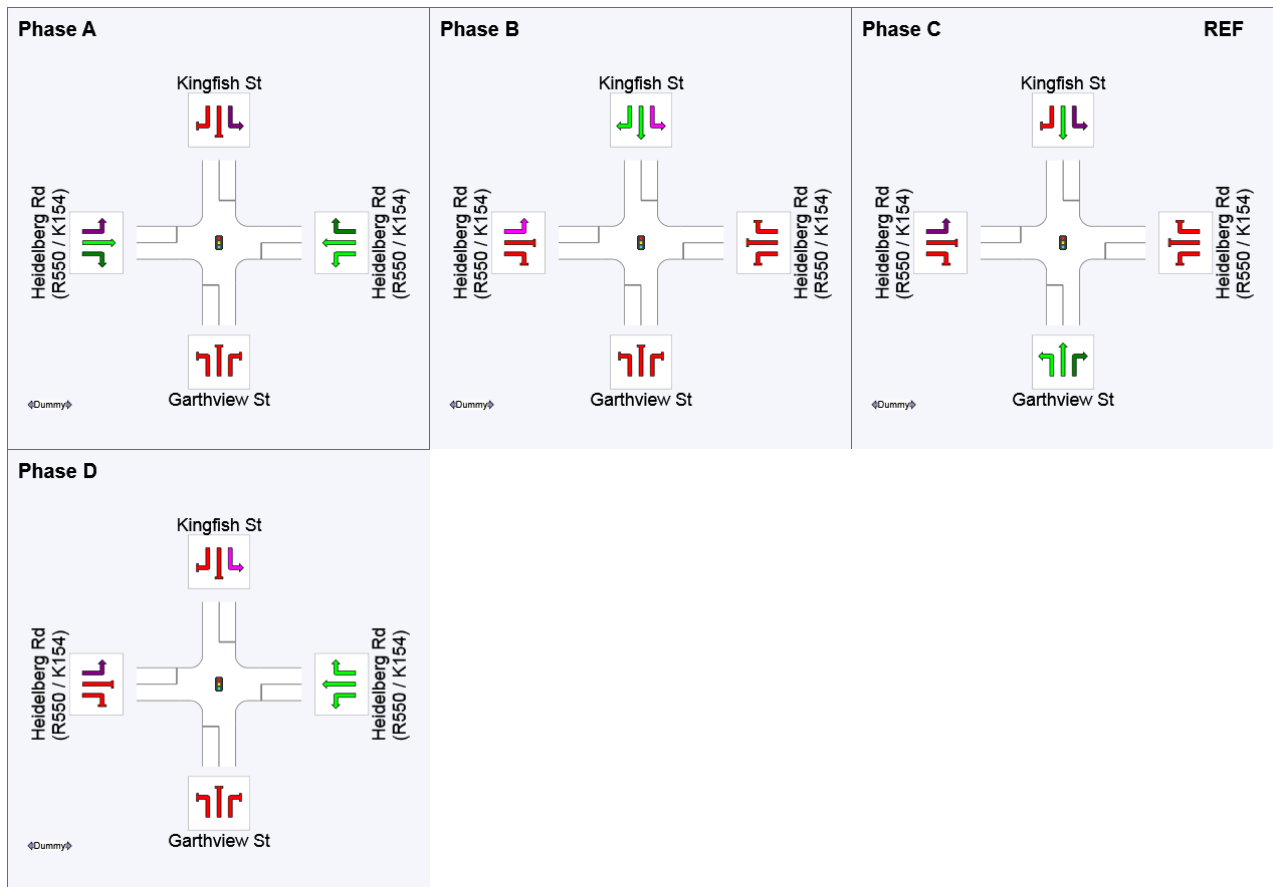 Phase A
Kingfish St
Heidelberg Rd
(R550 / K154)
Heidelberg Rd
(R550 / K154)
Garthview St
Dummy
Phase B
Kingfish St
Heidelberg Rd
(R550 / K154)
Heidelberg Rd
(R550 / K154)
Garthview St
Dummy
Phase C
REF
Kingfish St
Heidelberg Rd
(R550 / K154)
Heidelberg Rd
(R550 / K154)
Garthview St
Dummy
Phase D
Kingfish St
Heidelberg Rd
(R550 / K154)
Heidelberg Rd
(R550 / K154)
Garthview St
Dummy